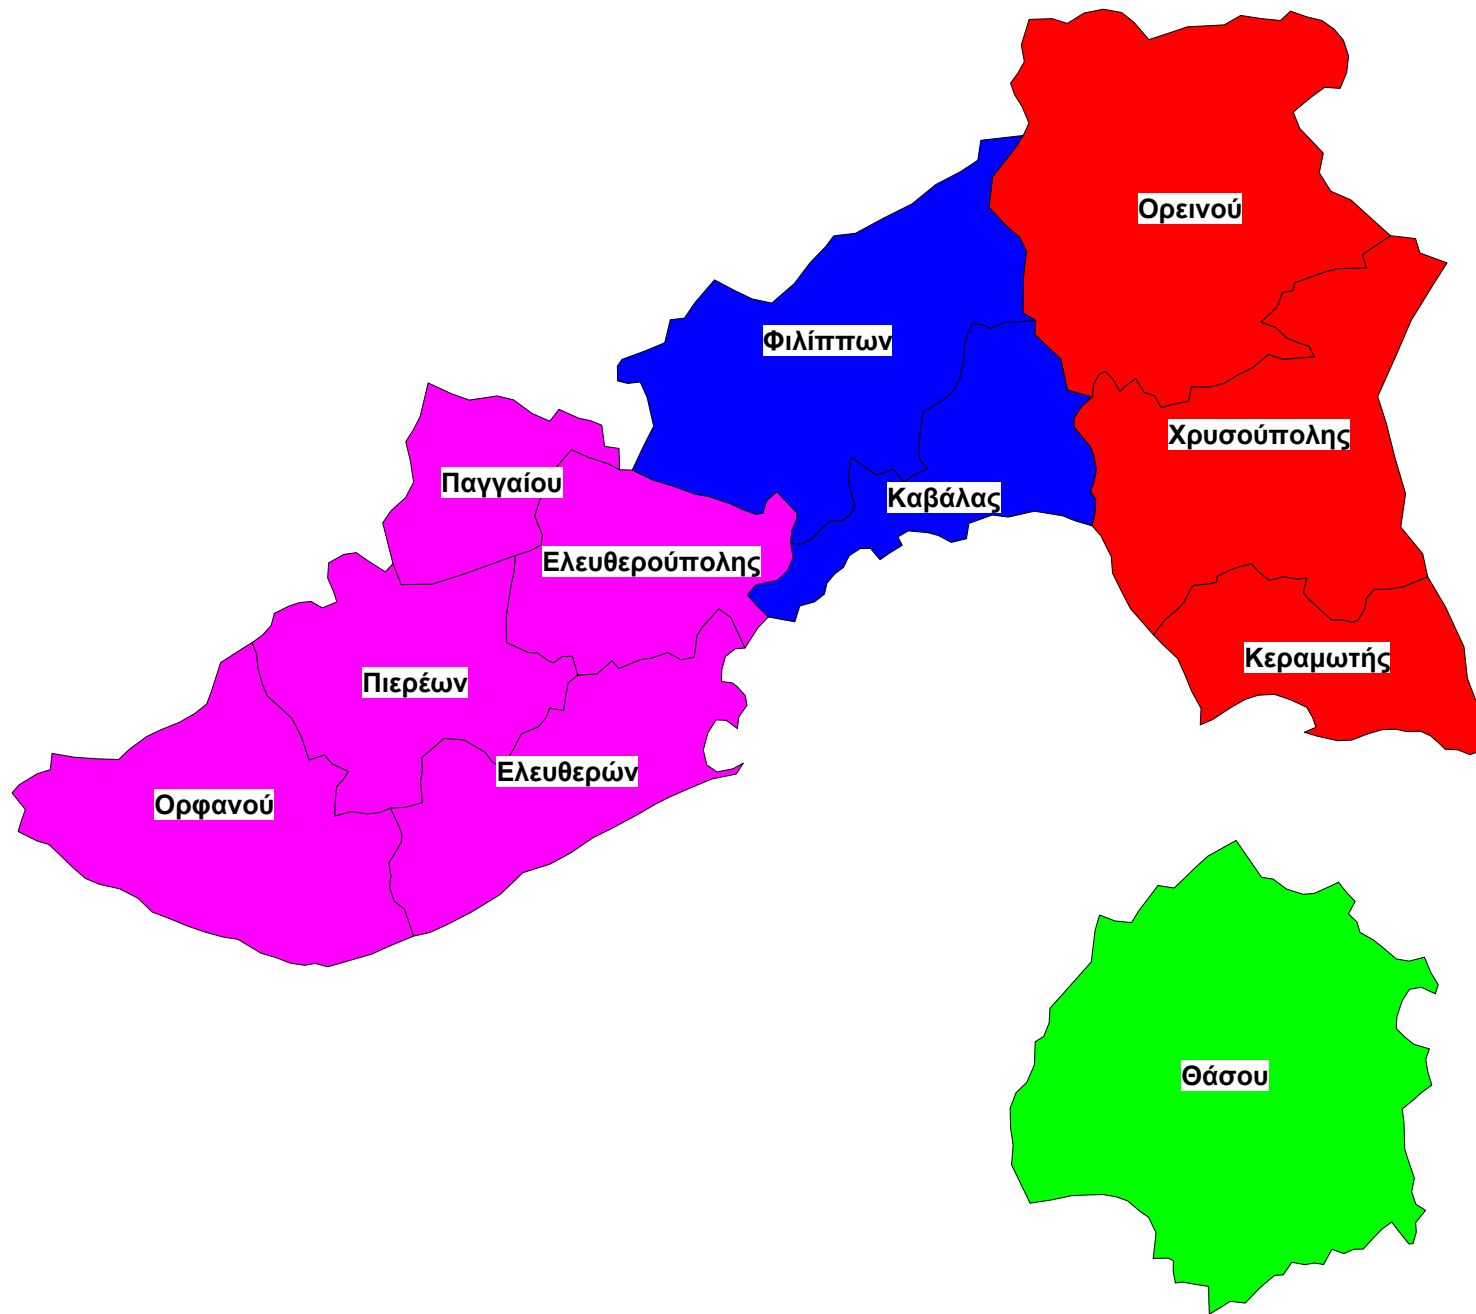 Ορεινού
Φιλίππων
Χρυσούπολης
Παγγαίου
Καβάλας
Ελευθερούπολης
Κεραμωτής
Πιερέων
Ελευθερών
Ορφανού
Θάσου